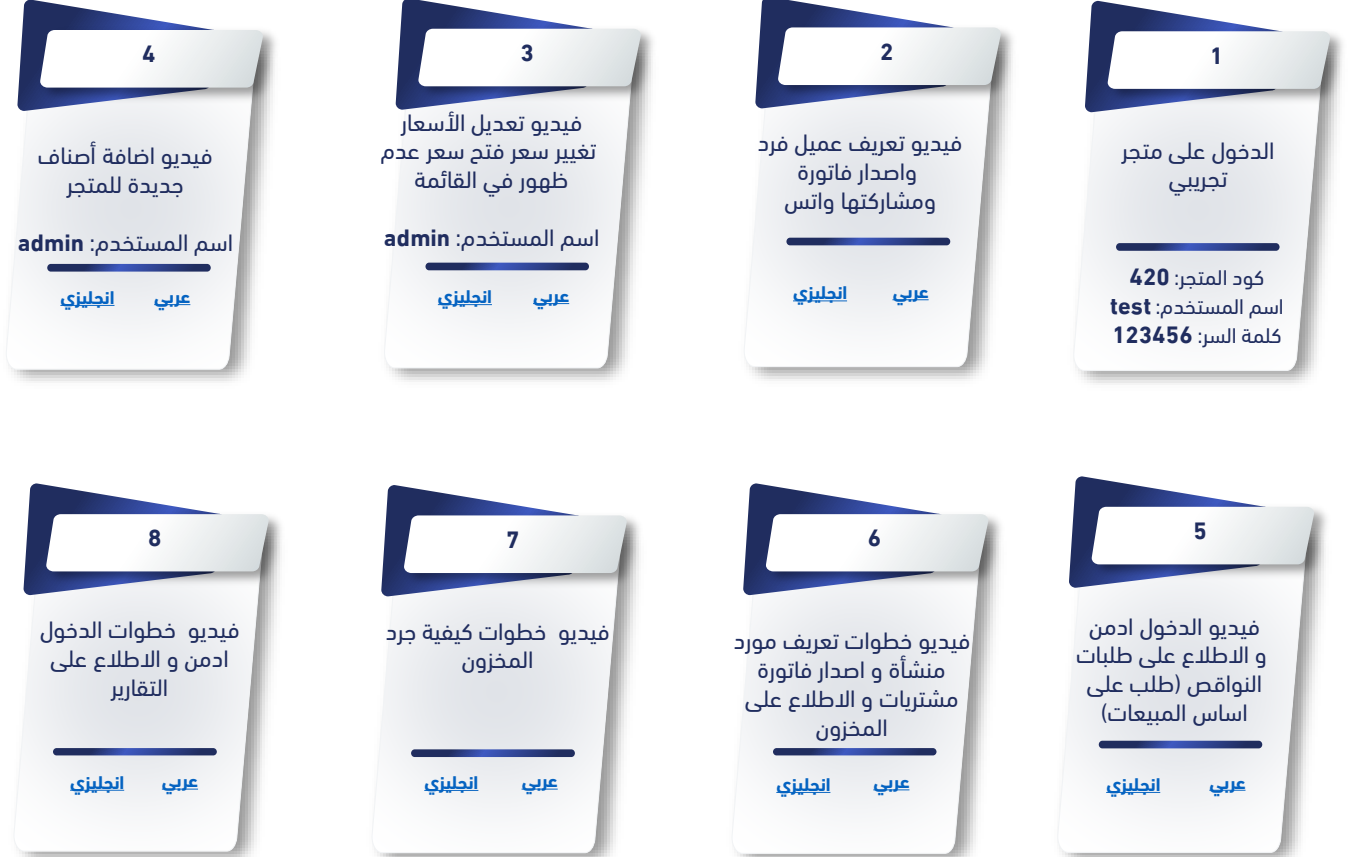 1
الدخول على متجر
تجريبي
كود المتجر: 420
اسم المستخدم: test
كلمة السر: 123456
2
فيديو تعريف عميل فرد
واصدار فاتورة
ومشاركتها واتس
عربي انجليزي
3
فيديو تعديل الأسعار
تغيير سعر فتح سعر عدم
ظهور في القائمة
اسم المستخدم: admin
عربي انجليزي
4
فيديو اضافة أصناف
جديدة للمتجر
اسم المستخدم: admin
عربي انجليزي
5
فيديو الدخول ادمن
و الاطلاع على طلبات
النواقص (طلب على
اساس المبيعات)
عربي انجليزي
6
فيديو خطوات تعريف مورد
منشأة و اصدار فاتورة
مشتريات و الاطلاع على
المخزون
عربي انجليزي
7
فيديو خطوات كيفية جرد
المخزون
عربي انجليزي
8
فيديو خطوات الدخول
ادمن و الاطلاع على
التقارير
عربي انجليزي